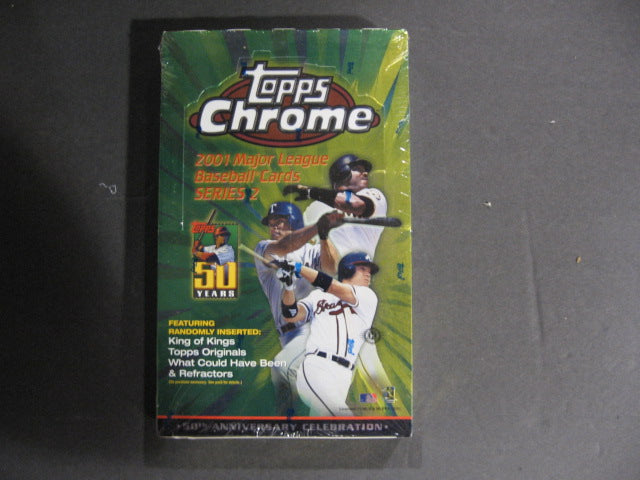 Topps
Chrome
2001 Major League
Baseball Cards
SERIES 2
TOPPS
50
YEARS
FEATURING
RANDOMLY INSERTED:
King of Kings
Topps Originals
What Could Have Been
& Refractors
50TH ANNIVERSARY CELEBRATION